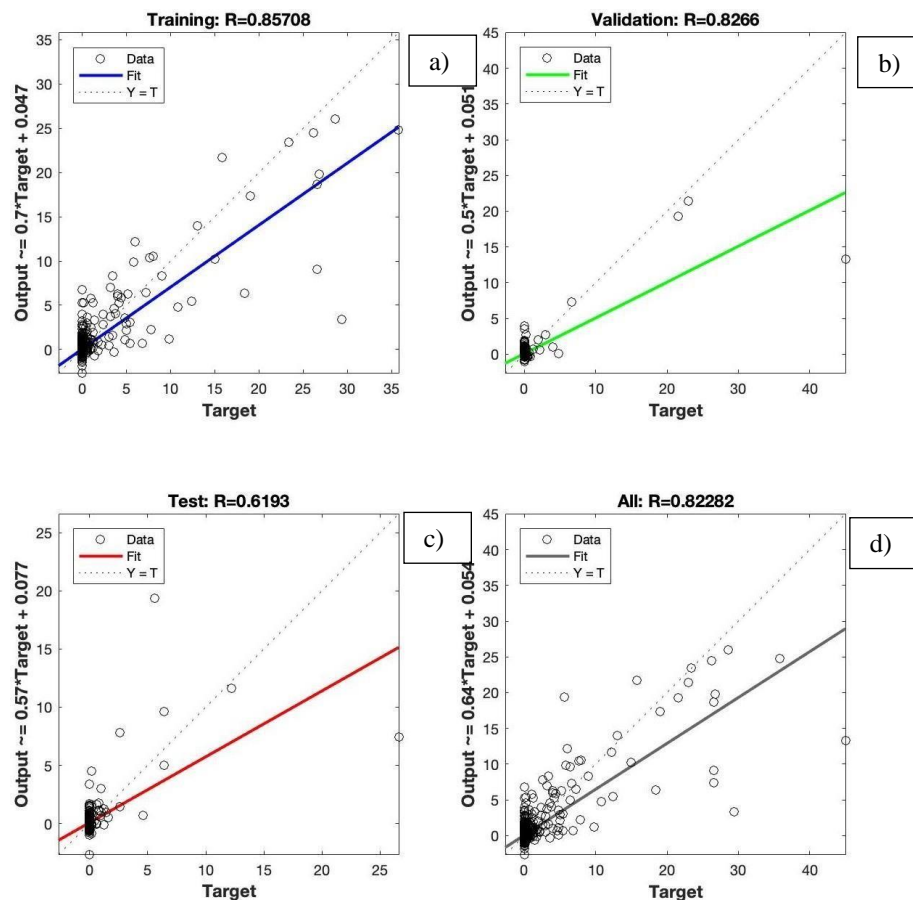 Training: R=0.85708
Output ~= 0.7*Target + 0.047
35
30
25
20
15
10
5
0
Data
Fit
Y = T
0
5
10
15
20
25
30
35
Target
a)
Validation: R=0.8266
Output ~= 0.5*Target + 0.051
45
40
35
30
25
20
15
10
5
0
Data
Fit
Y = T
0
10
20
30
40
Target
b)
Test: R=0.6193
Output ~= 0.57*Target + 0.077
25
20
15
10
5
0
Data
Fit
Y = T
0
5
10
15
20
25
Target
c)
All: R=0.82282
Output ~= 0.64*Target + 0.054
45
40
35
30
25
20
15
10
5
0
Data
Fit
Y = T
0
10
20
30
40
Target
d)